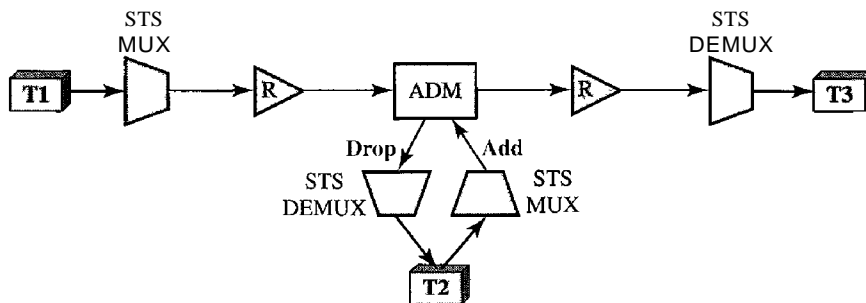 STS
MUX
STS
DEMUX
T1
R
ADM
R
T3
Drop
Add
STS
DEMUX
STS
MUX
T2